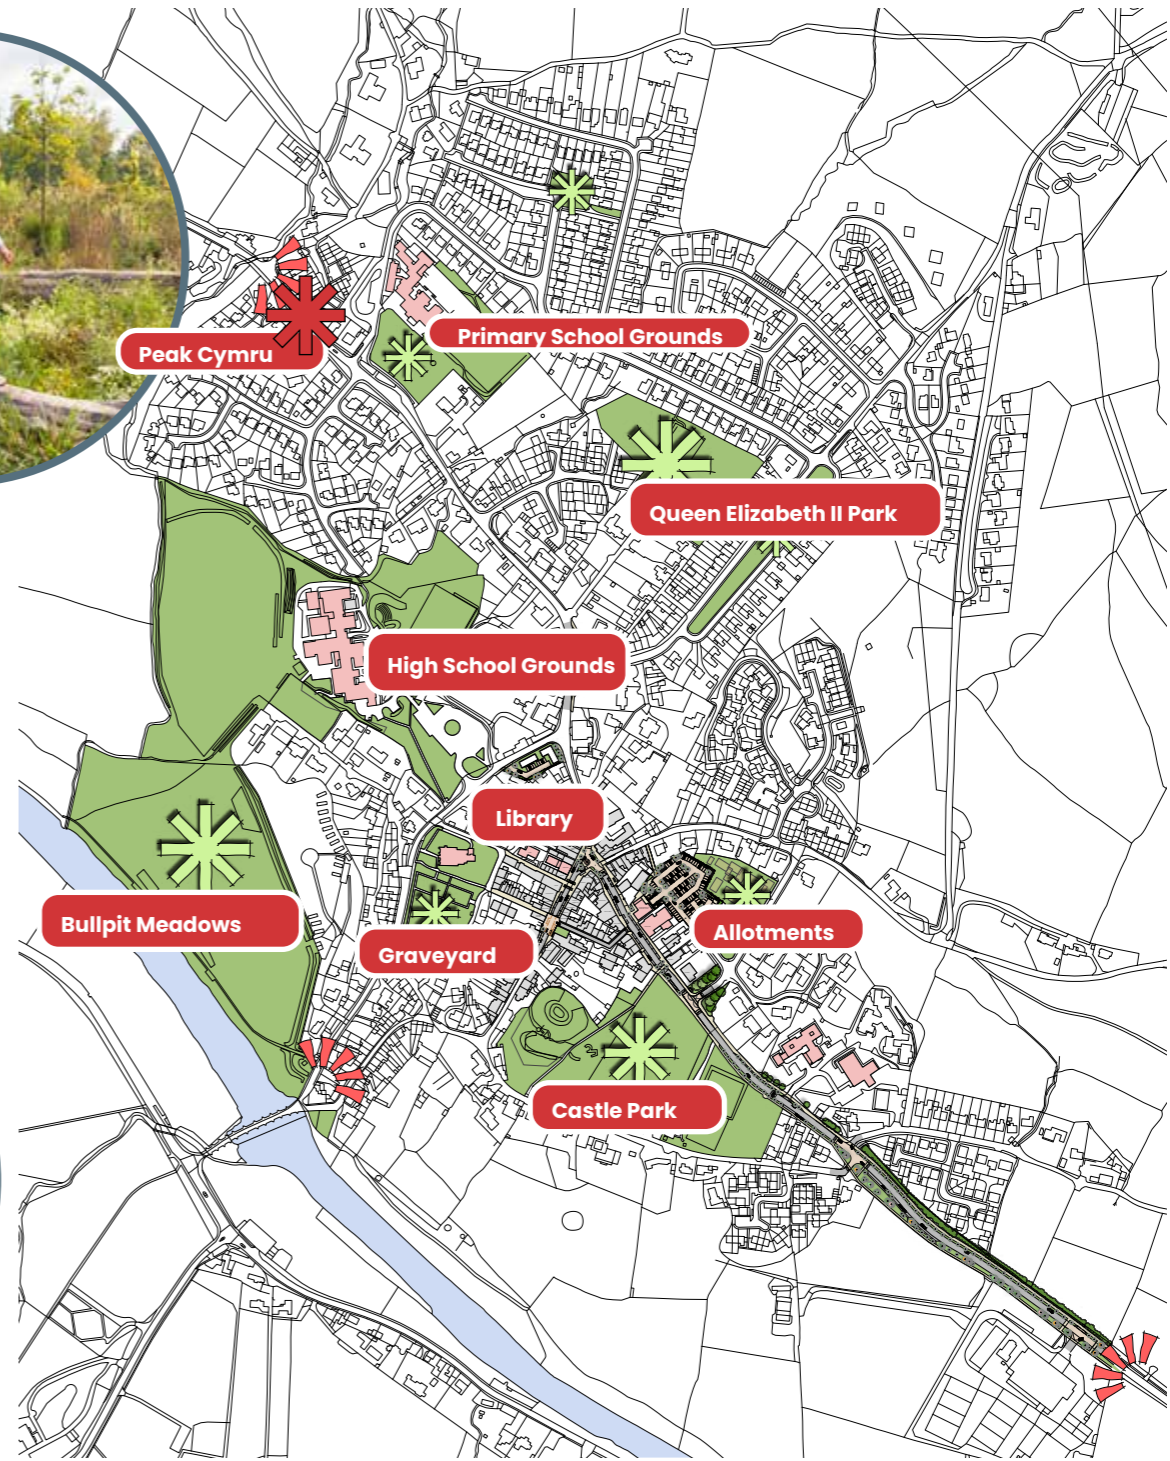 Primary School Grounds
Peak Cymru
Queen Elizabeth II Park
High School Grounds
Library
Bullpit Meadows
Allotments
Graveyard
Castle Park